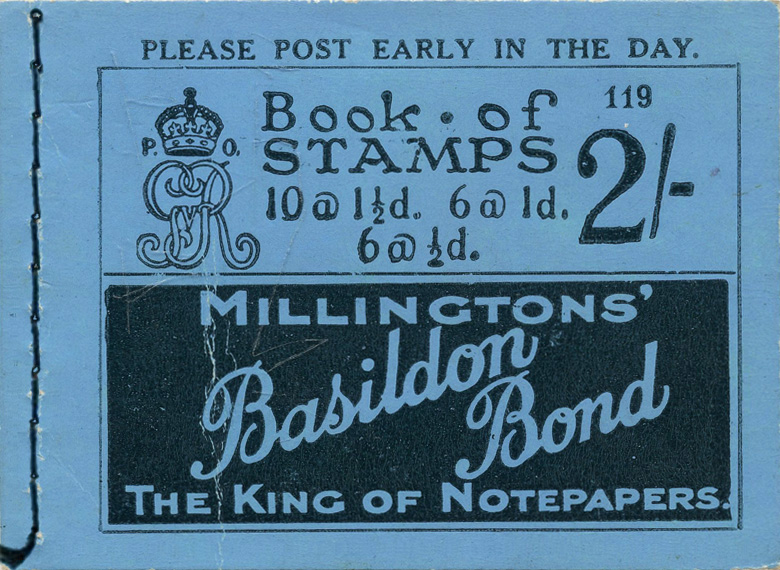 PLEASE POST EARLY IN THE DAY.
P. O.
GVR
Book · of
119
STAMPS
2/-
10 @ 1½d. 6 @ 1d.
6 @ ½d.
MILLINGTONS'
Basildon
Bond
THE KING OF NOTEPAPERS.